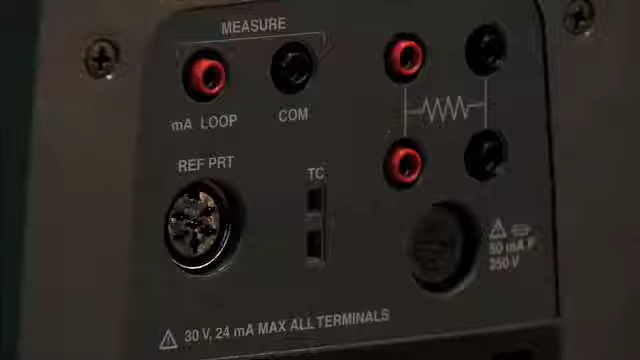 MEASURE
mA LOOP
COM
REF PRT
TC
50 mA F
250 V
30 V, 24 mA MAX ALL TERMINALS